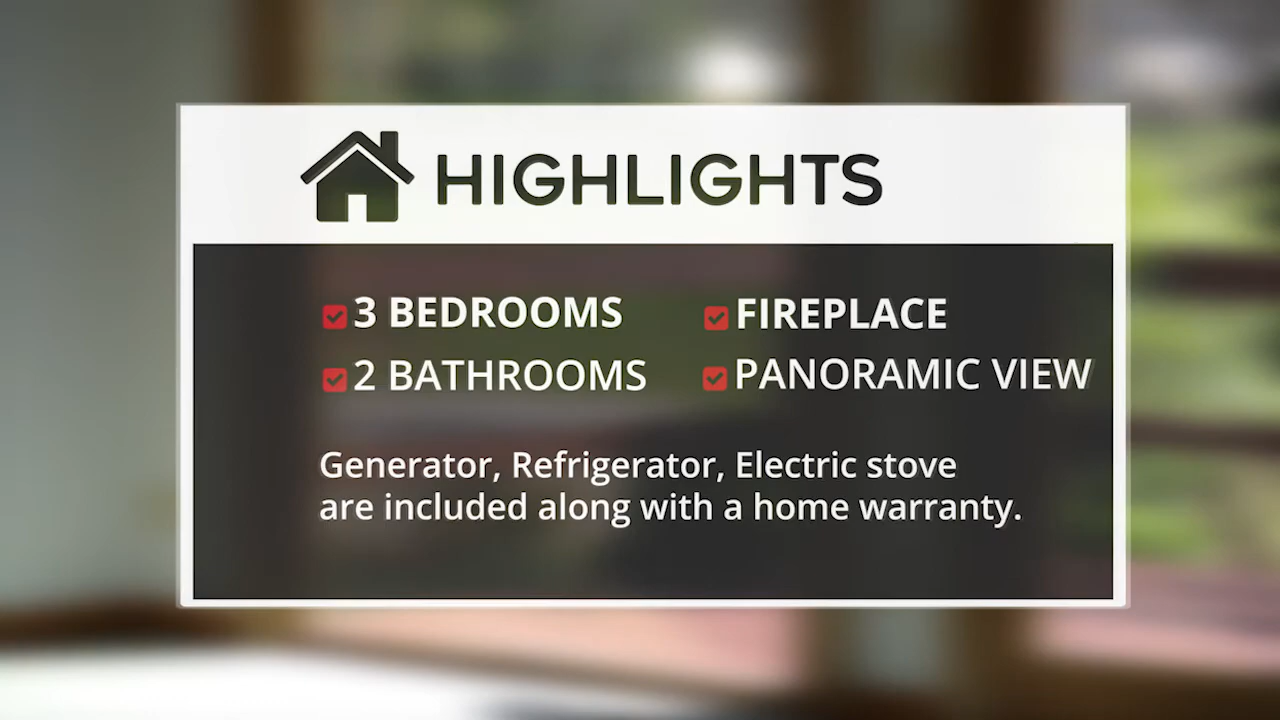 HIGHLIGHTS
3 BEDROOMS
FIREPLACE
2 BATHROOMS
PANORAMIC VIEW
Generator, Refrigerator, Electric stove
are included along with a home warranty.